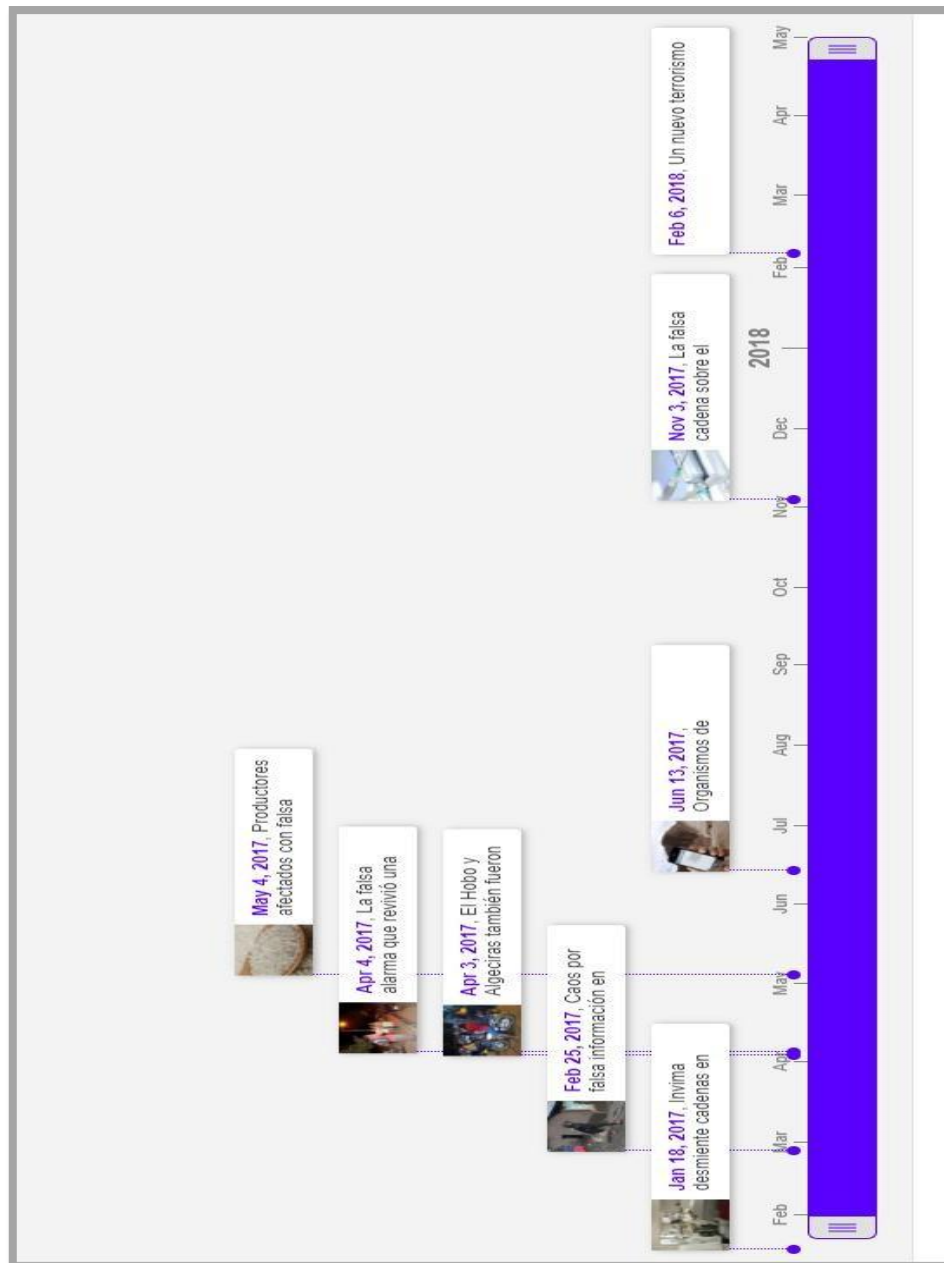 May 4, 2017, Productores
afectados con falsa
Apr 4, 2017, La falsa
alarma que revivió una
Apr 3, 2017, El Hobo y
Algeciras también fueron
Feb 25, 2017, Caos por
falsa información en
Jan 18, 2017, Invima
desmiente cadenas en
Jun 13, 2017,
Organismos de
Nov 3, 2017, La falsa
cadena sobre el
Feb 6, 2018, Un nuevo terrorismo
2018
Feb
Mar
Apr
May
Jun
Jul
Aug
Sep
Oct
Nov
Dec
Feb
Mar
Apr
May